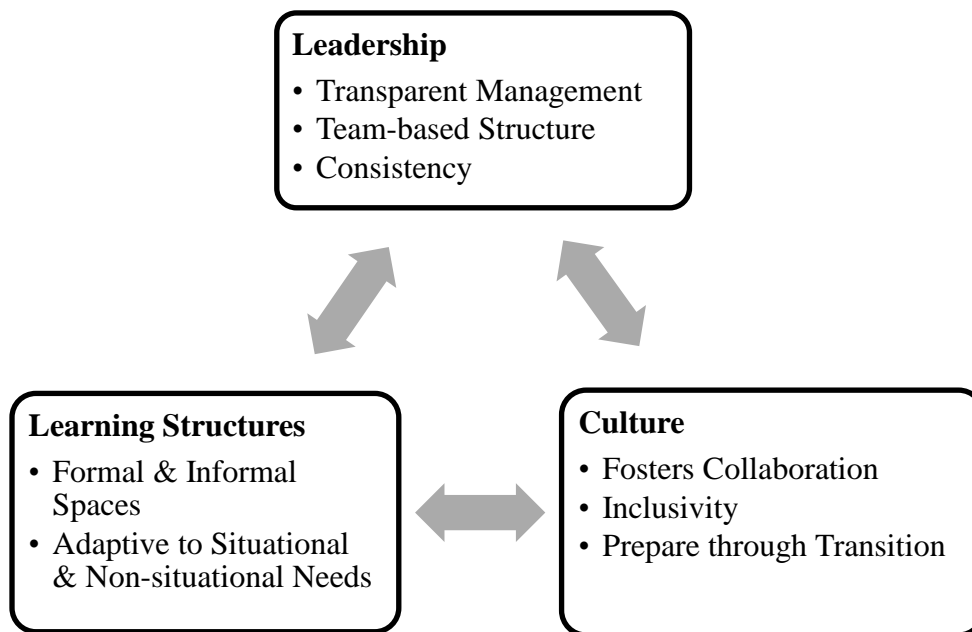 Leadership
• Transparent Management
• Team-based Structure
• Consistency
Learning Structures
• Formal & Informal
Spaces
• Adaptive to Situational
& Non-situational Needs
Culture
• Fosters Collaboration
• Inclusivity
• Prepare through Transition